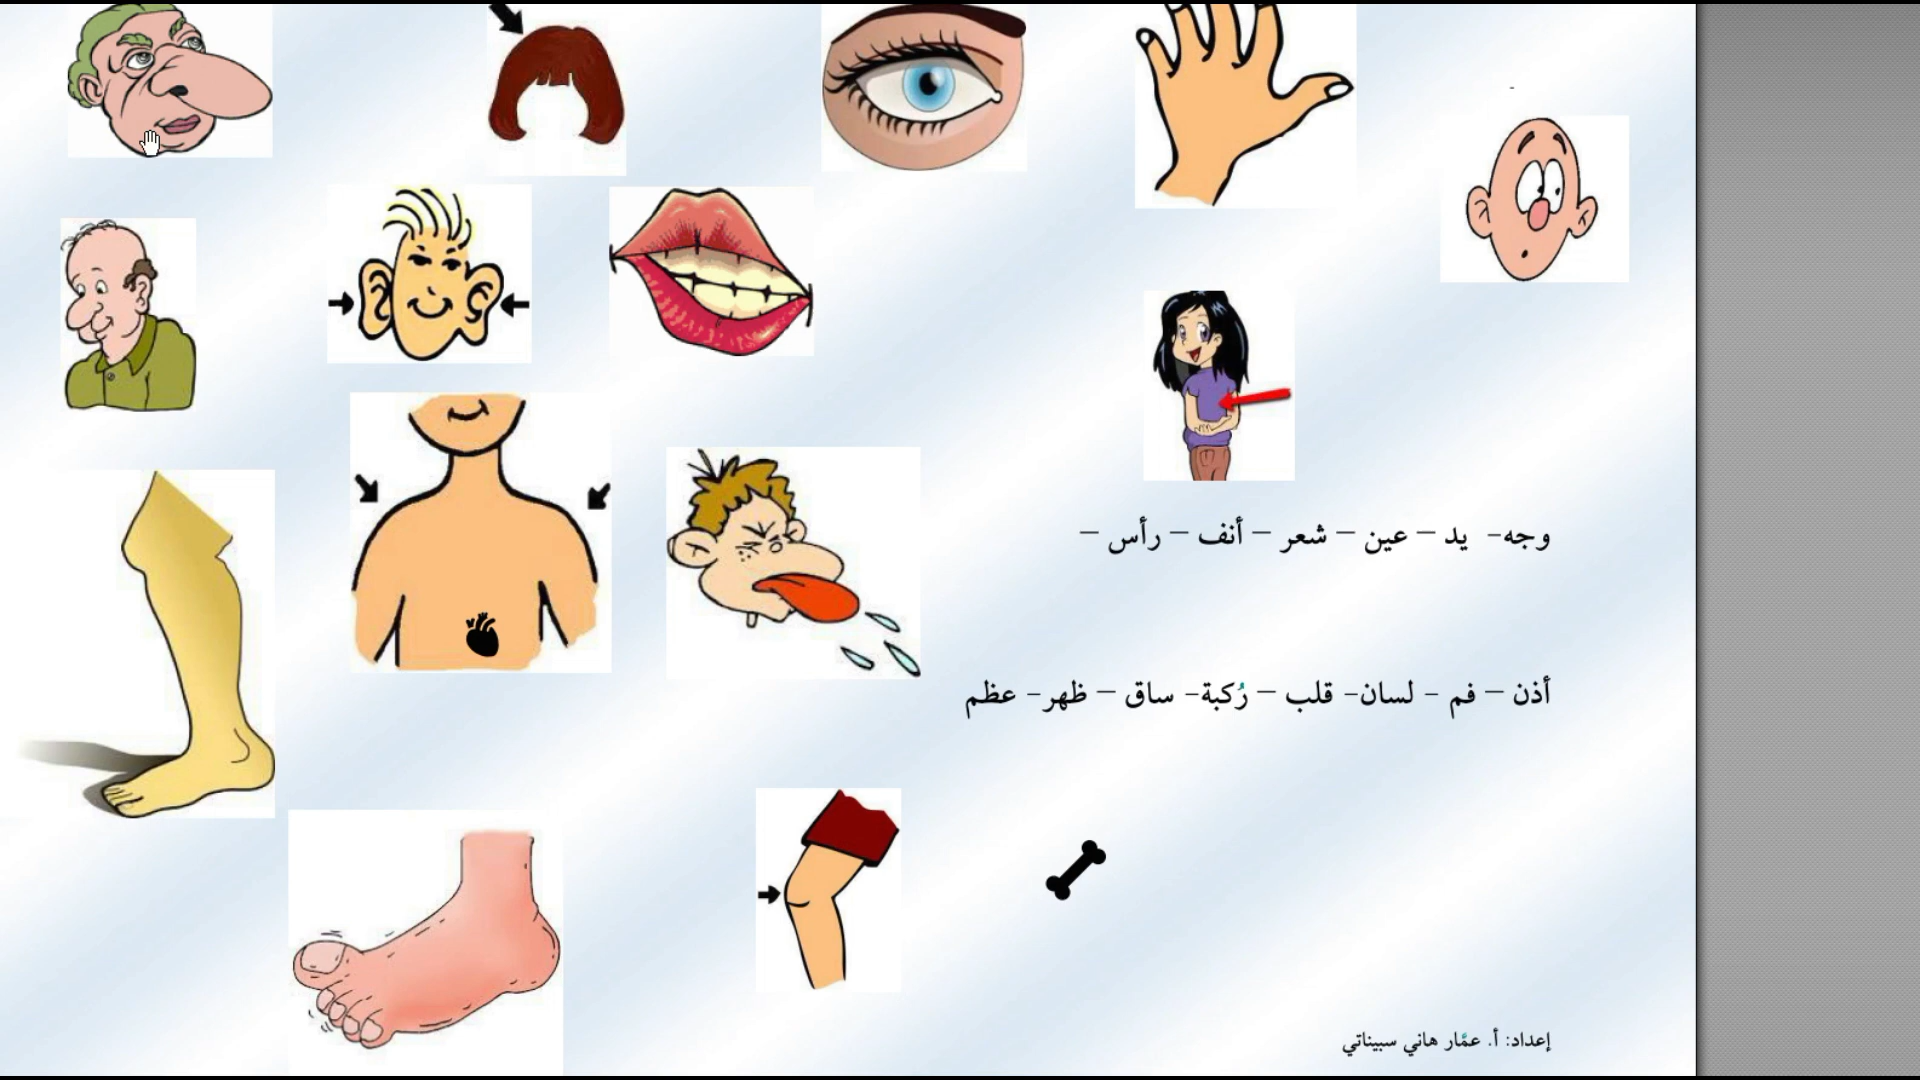 وجه- يد – عين – شعر – أنف – رأس –
أذن – فم - لسان- قلب – رُكبة- ساق – ظهر- عظم
إعداد: أ. عمّار هاني سبيناتي